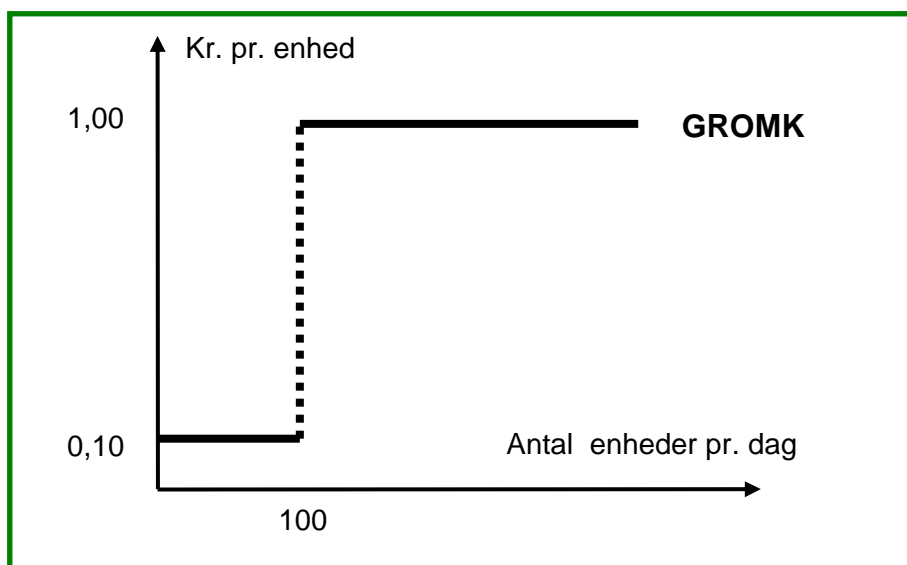 Kr. pr. enhed
1,00
GROMK
0,10
Antal enheder pr. dag
100